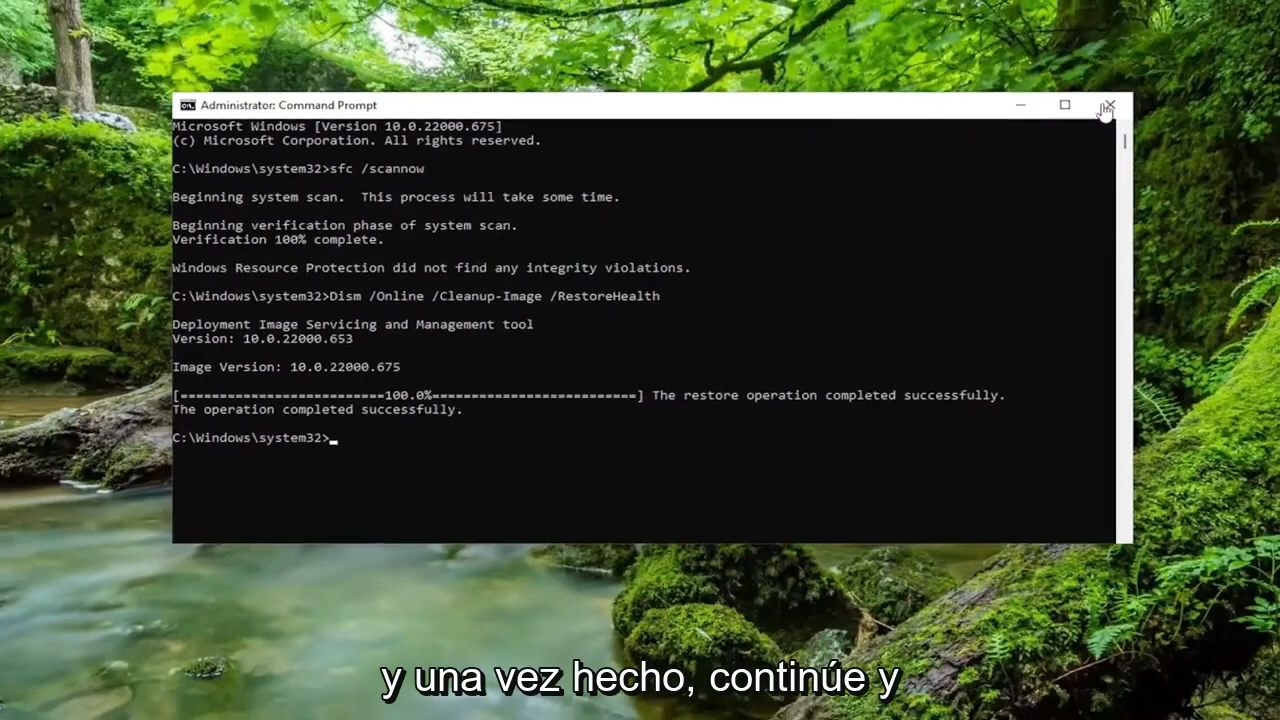 Administrator: Command Prompt
Microsoft Windows [Version 10.0.22000.675]
(c) Microsoft Corporation. All rights reserved.
C:\Windows\system32>sfc /scannow
Beginning system scan.  This process will take some time.
Beginning verification phase of system scan.
Verification 100% complete.
Windows Resource Protection did not find any integrity violations.
C:\Windows\system32>Dism /Online /Cleanup-Image /RestoreHealth
Deployment Image Servicing and Management tool
Version: 10.0.22000.653
Image Version: 10.0.22000.675
[==========================100.0%==========================] The restore operation completed successfully.
The operation completed successfully.
C:\Windows\system32>
y una vez hecho, continúe y